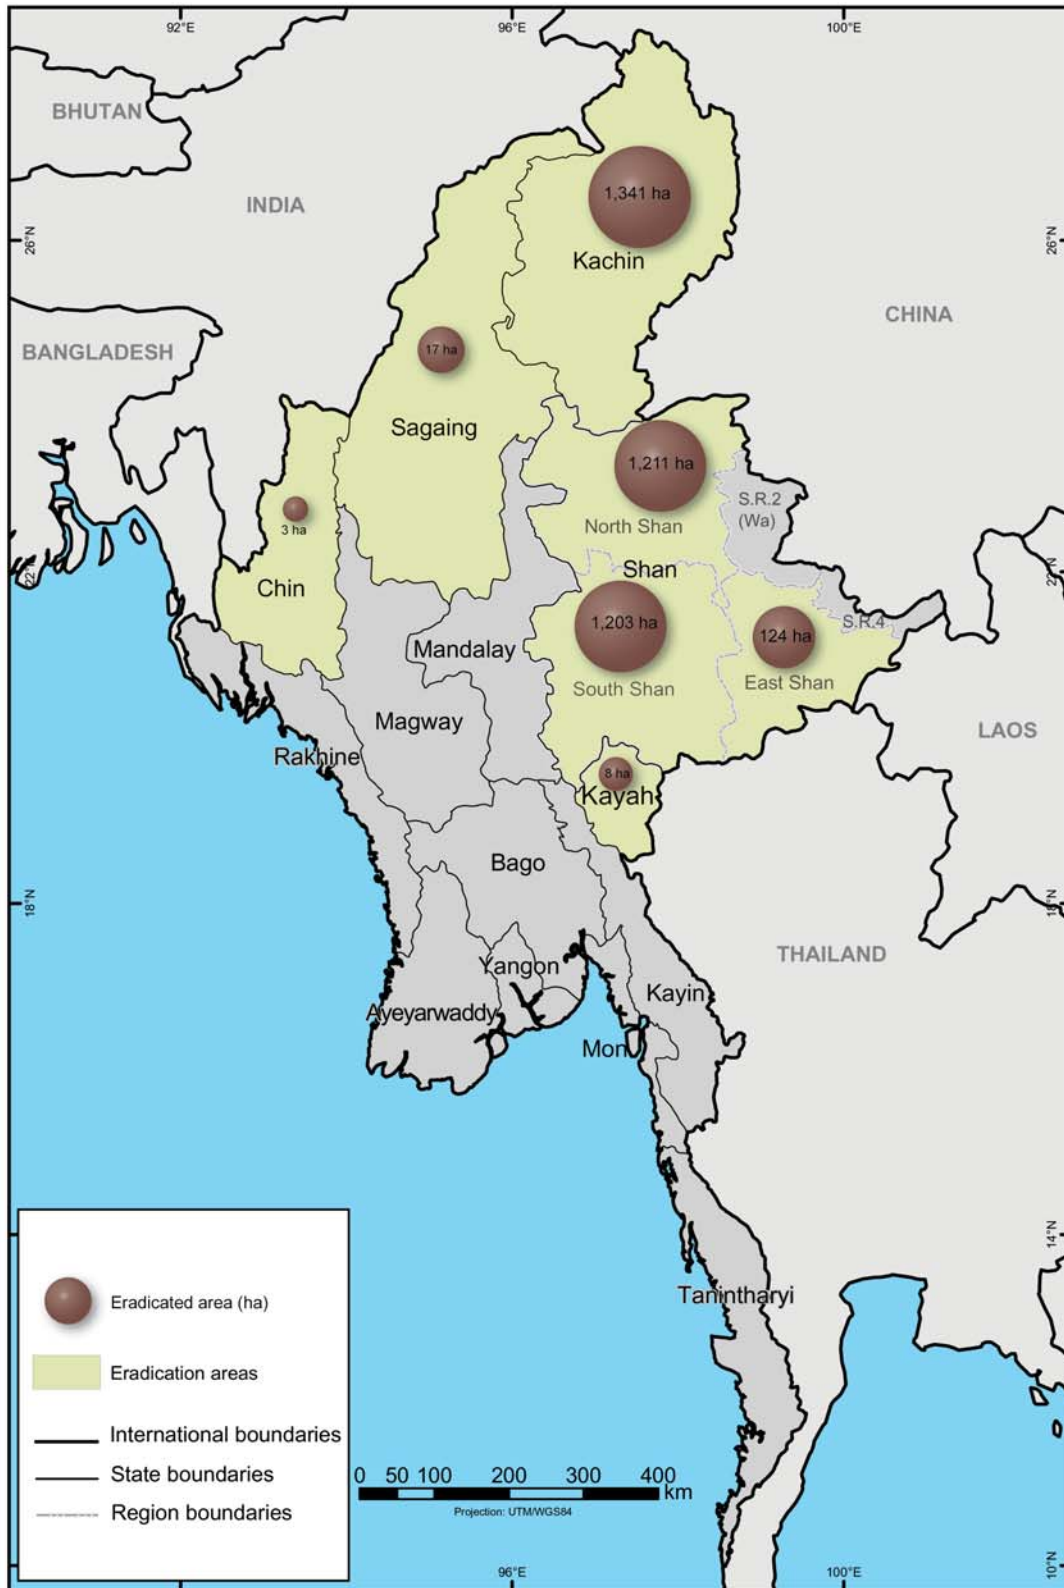 92°E
96°E
100°E
BHUTAN
INDIA
1,341 ha
26°N
26°N
Kachin
CHINA
BANGLADESH
17 ha
Sagaing
1,211 ha
S.R.2
(Wa)
North Shan
3 ha
22°N
22°N
Shan
Chin
1,203 ha
124 ha
S.R.4
Mandalay
South Shan
East Shan
Magway
LAOS
Rakhine
8 ha
Kayah
Bago
18°N
18°N
THAILAND
Yangon
Kayin
Ayeyarwaddy
Mon
14°N
Tanintharyi
Eradicated area (ha)
Eradication areas
International boundaries
State boundaries
Region boundaries
0 50 100 200 300 400
km
Projection: UTM/WGS84
10°N
96°E
100°E